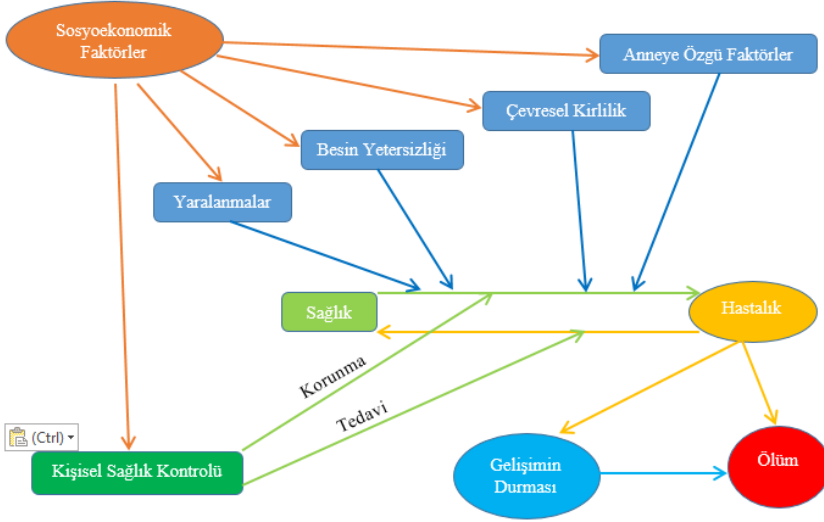 Sosyoekonomik
Faktörler
Anneye Özgü Faktörler
Çevresel Kirlilik
Besin Yetersizliği
Yaralanmalar
Sağlık
Hastalık
Korunma
Tedavi
(Ctrl)
Kişisel Sağlık Kontrolü
Gelişimin
Durması
Ölüm